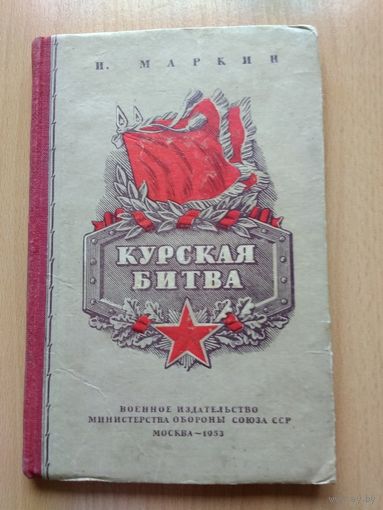 И. МАРКИН
КУРСКАЯ
БИТВА
ВОЕННОЕ ИЗДАТЕЛЬСТВО
МИНИСТЕРСТВА ОБОРОНЫ СОЮЗА ССР
МОСКВА—1953